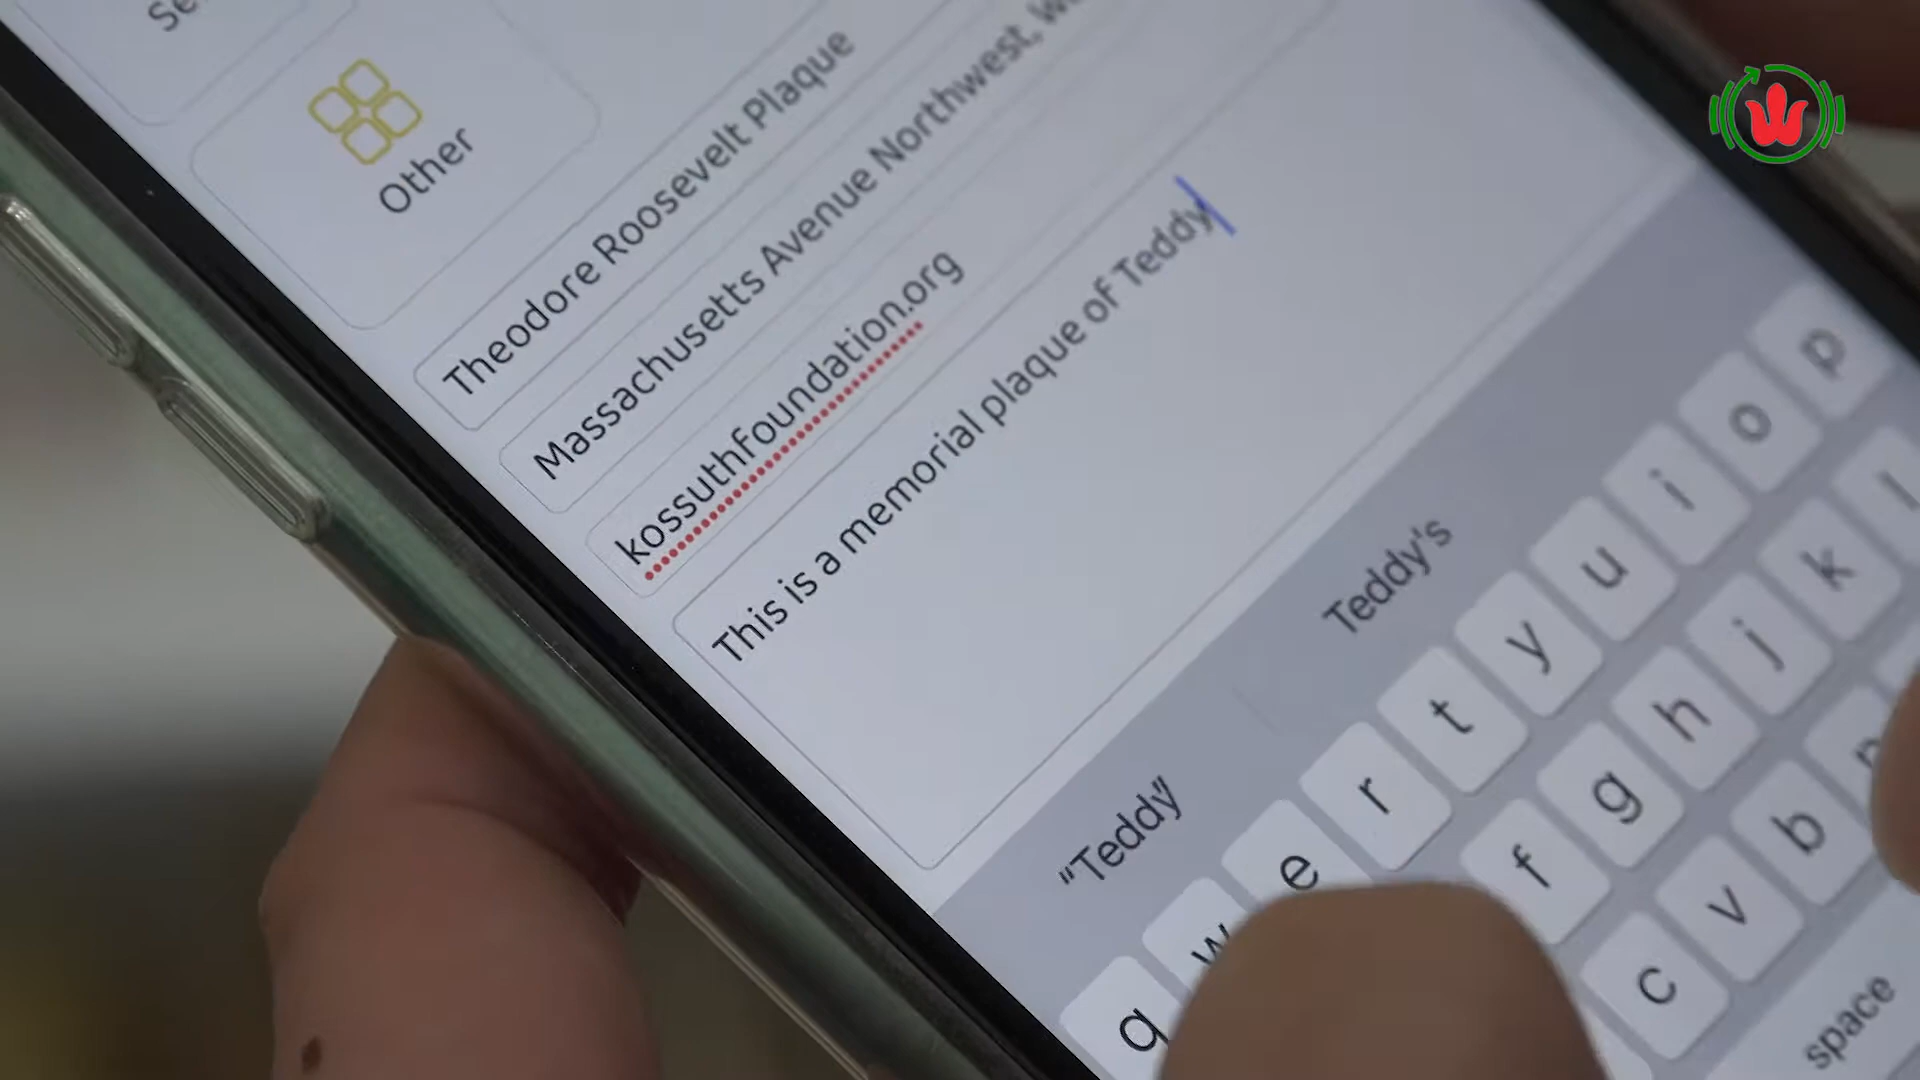 Other
Theodore Roosevelt Plaque
Massachusetts Avenue Northwest,
kossuthfoundation.org
This is a memorial plaque of Teddy
"Teddy" Teddy's
q w e r t y u i o p
f g h j k l
c v b
space